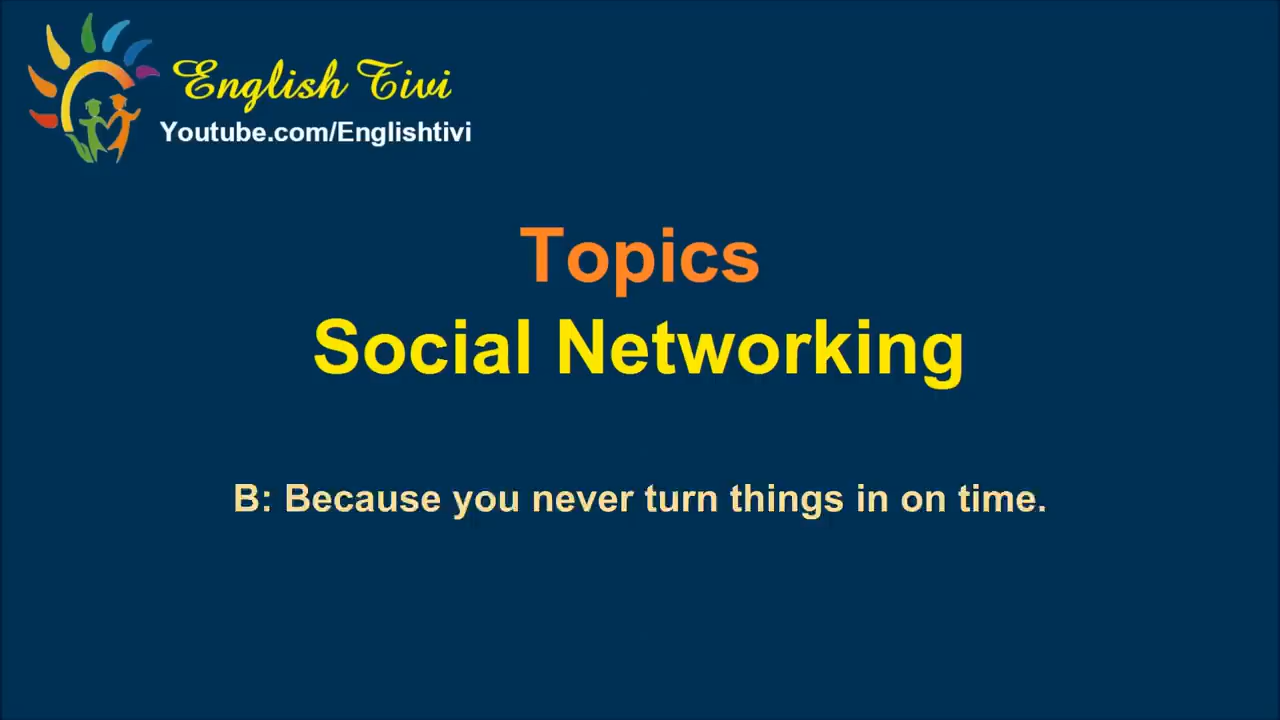 English Tivi
Youtube.com/Englishtivi
Topics
Social Networking
B: Because you never turn things in on time.